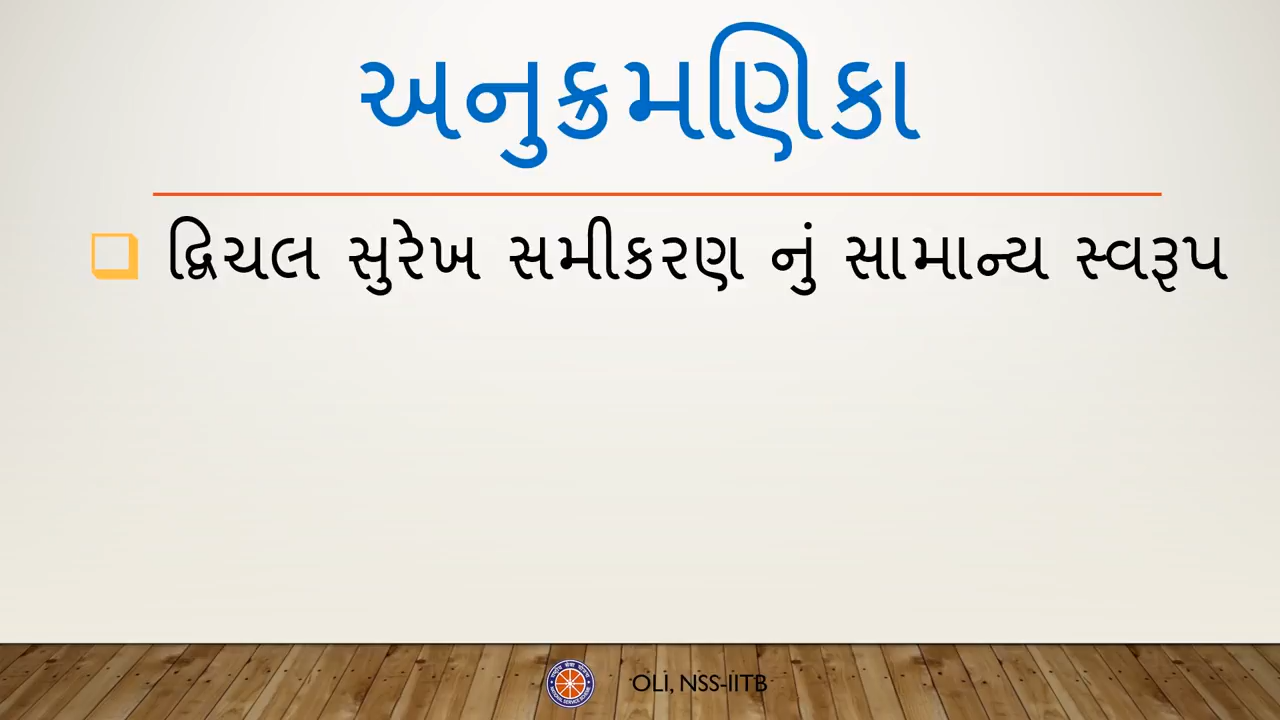 અનુક્રમણિકા
દ્વિચલ સુરેખ સમીકરણ નું સામાન્ય સ્વરૂપ
OLI, NSS-IITB